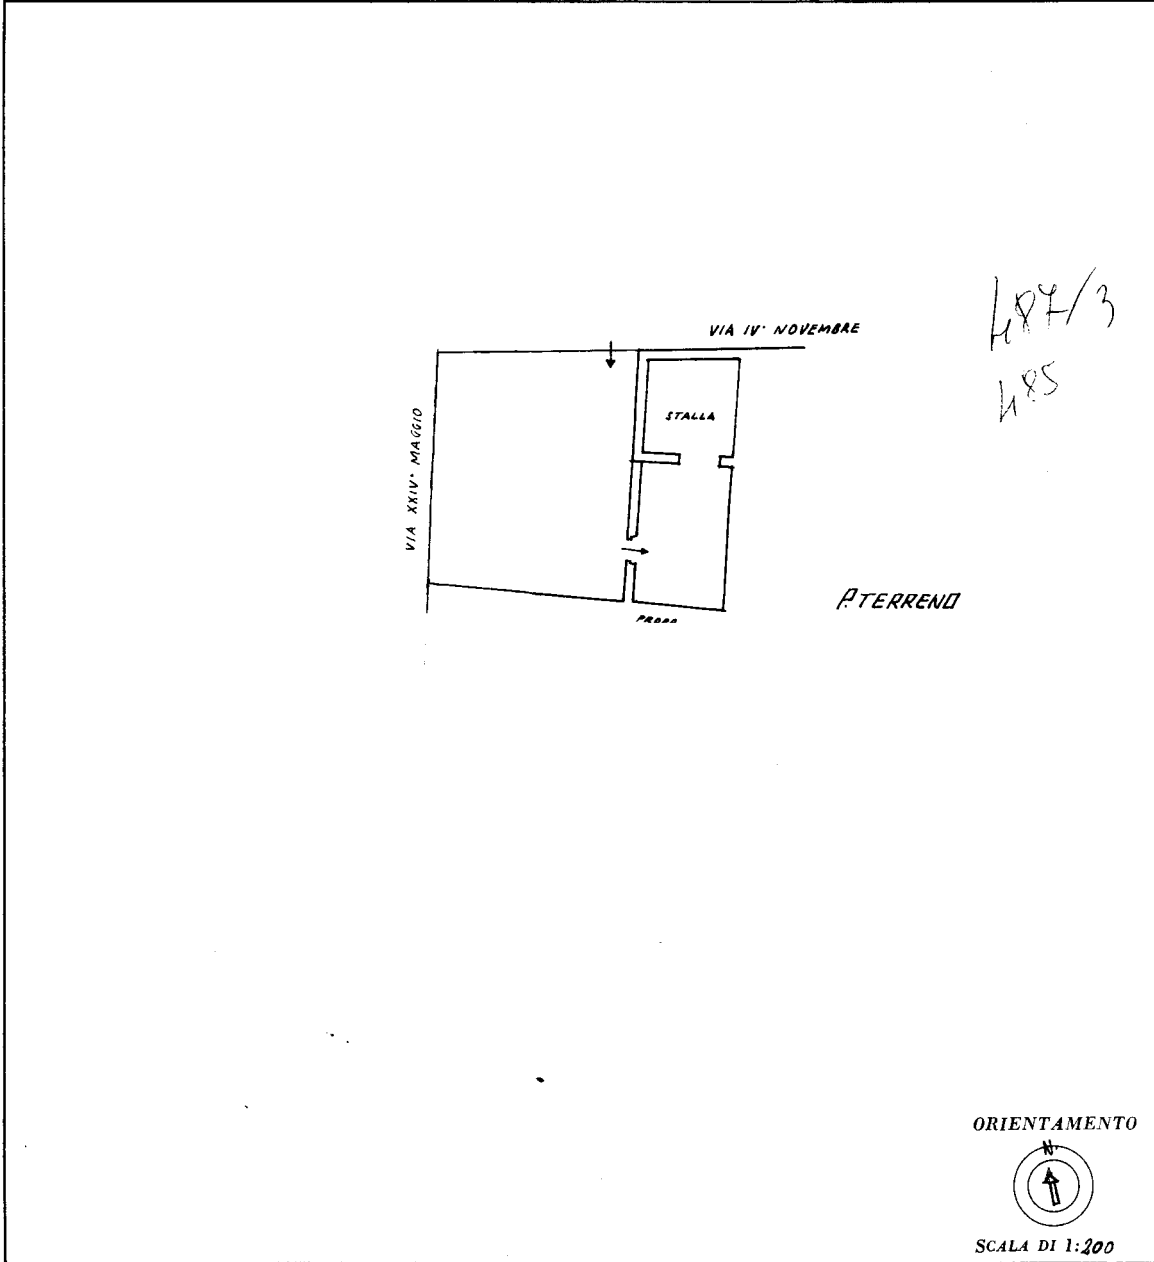 487/3
485
VIA IV· NOVEMBRE
VIA XXIV· MAGGIO
STALLA
P.TERRENO
ORIENTAMENTO
N.
SCALA DI 1:200